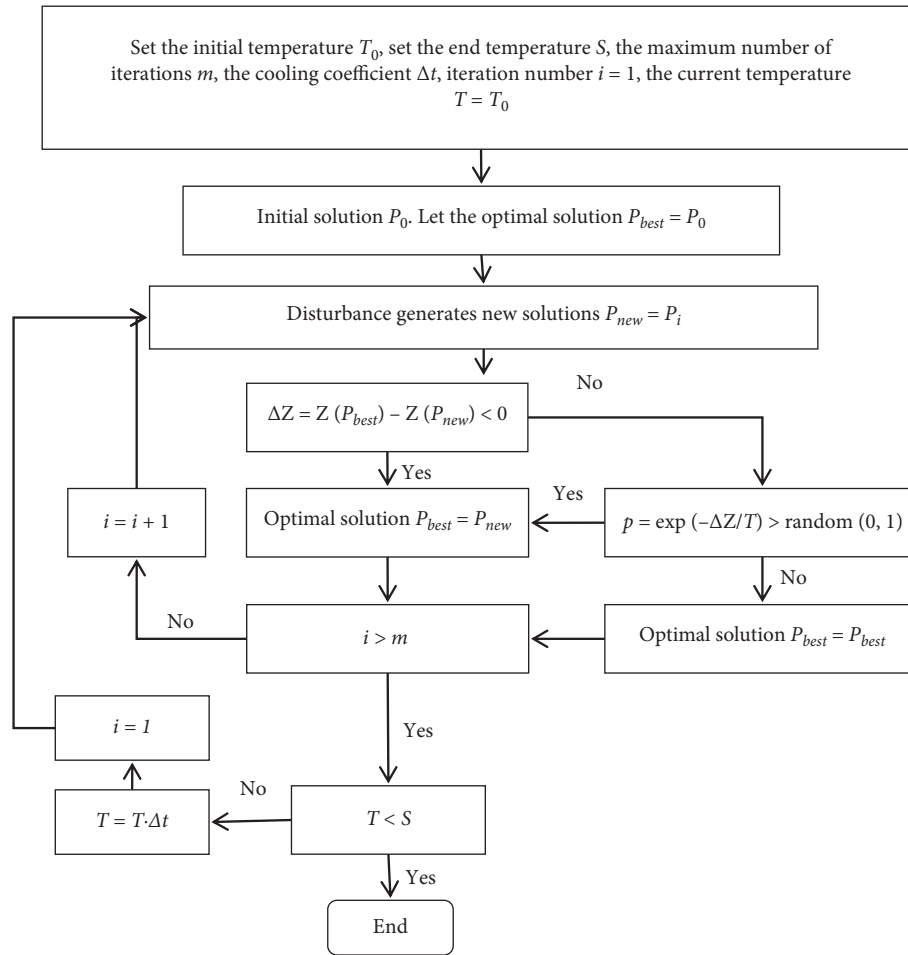 Set the initial temperature T0, set the end temperature S, the maximum number of
iterations m, the cooling coefficient Δt, iteration number i = 1, the current temperature
T = T0
Initial solution P0. Let the optimal solution Pbest = P0
Disturbance generates new solutions Pnew = Pi
No
ΔZ = Z (Pbest) – Z (Pnew) < 0
Yes
Yes
i = i + 1
Optimal solution Pbest = Pnew
p = exp (–ΔZ/T) > random (0, 1)
No
No
i > m
Optimal solution Pbest = Pbest
i = 1
Yes
No
T = T·Δt
T < S
Yes
End